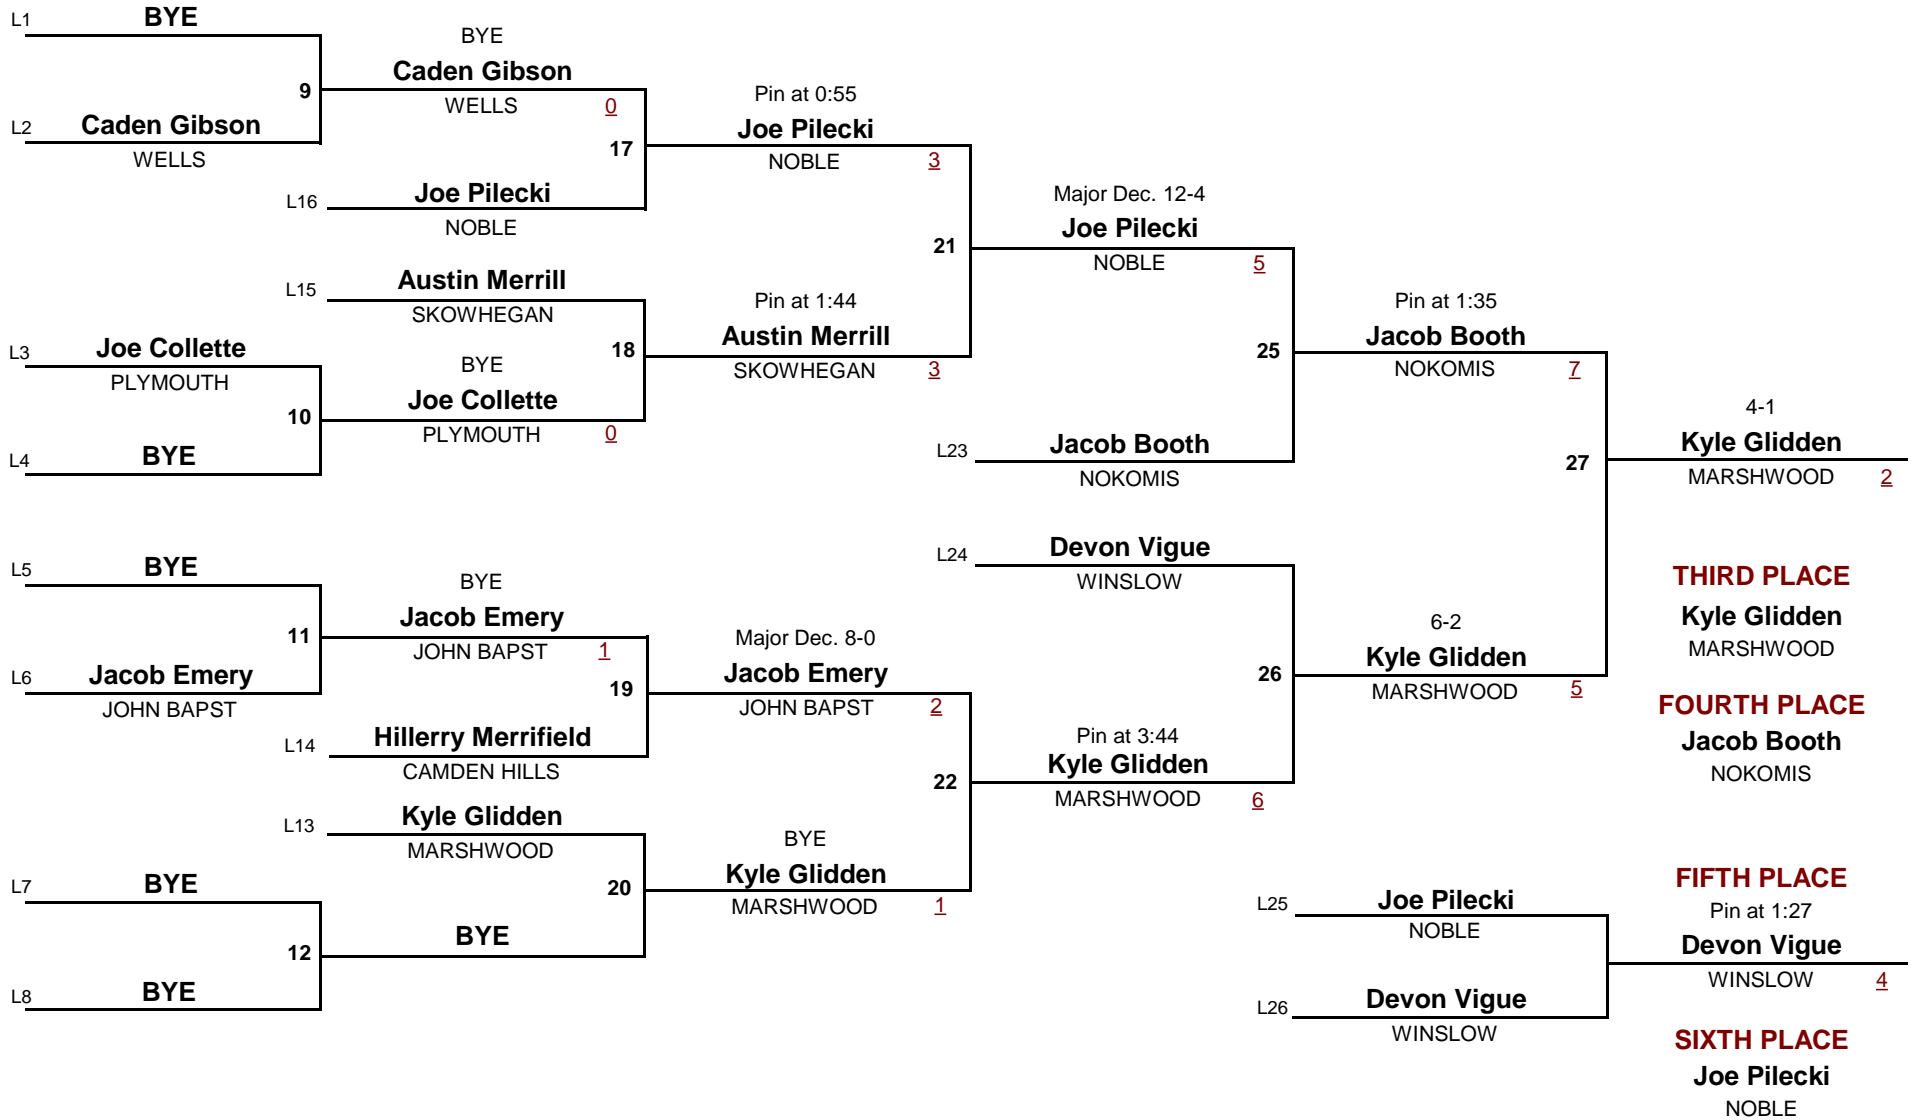 L1 BYE
9
L2 Caden Gibson
WELLS
BYE
Caden Gibson
WELLS 0
17
L16 Joe Pilecki
NOBLE
Pin at 0:55
Joe Pilecki
NOBLE 3
21
L15 Austin Merrill
SKOWHEGAN
18
L3 Joe Collette
PLYMOUTH
10
L4 BYE
BYE
Joe Collette
PLYMOUTH 0
Pin at 1:44
Austin Merrill
SKOWHEGAN 3
Major Dec. 12-4
Joe Pilecki
NOBLE 5
25
L23 Jacob Booth
NOKOMIS
Pin at 1:35
Jacob Booth
NOKOMIS 7
27
4-1
Kyle Glidden
MARSHWOOD 2
L5 BYE
11
L6 Jacob Emery
JOHN BAPST
BYE
Jacob Emery
JOHN BAPST 1
19
L14 Hillerry Merrifield
CAMDEN HILLS
Major Dec. 8-0
Jacob Emery
JOHN BAPST 2
22
L13 Kyle Glidden
MARSHWOOD
20
L7 BYE
12
L8 BYE
BYE
BYE
Kyle Glidden
MARSHWOOD 1
L24 Devon Vigue
WINSLOW
26
Pin at 3:44
Kyle Glidden
MARSHWOOD 6
6-2
Kyle Glidden
MARSHWOOD 5
THIRD PLACE
Kyle Glidden
MARSHWOOD
FOURTH PLACE
Jacob Booth
NOKOMIS
L25 Joe Pilecki
NOBLE
L26 Devon Vigue
WINSLOW
FIFTH PLACE
Pin at 1:27
Devon Vigue
WINSLOW 4
SIXTH PLACE
Joe Pilecki
NOBLE